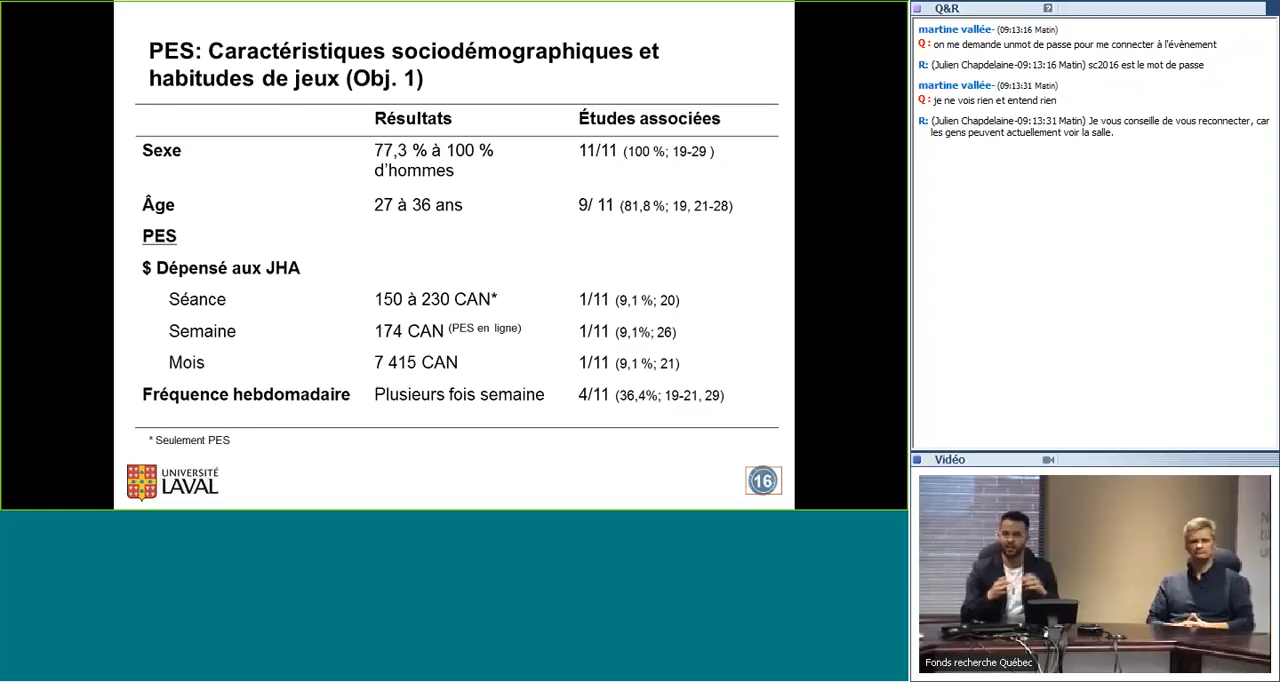 PES: Caractéristiques sociodémographiques et
habitudes de jeux (Obj. 1)
Résultats Études associées
Sexe 77,3 % à 100 % 11/11 (100 %; 19-29 )
d'hommes
Âge 27 à 36 ans 9/ 11 (81,8 %; 19, 21-28)
PES
$ Dépensé aux JHA
Séance 150 à 230 CAN* 1/11 (9,1 %; 20)
Semaine 174 CAN (PES en ligne) 1/11 (9,1%; 26)
Mois 7 415 CAN 1/11 (9,1 %; 21)
Fréquence hebdomadaire Plusieurs fois semaine 4/11 (36,4%; 19-21, 29)
* Seulement PES
UNIVERSITÉ
LAVAL
16
Q&R
martine vallée- (09:13:16 Matin)
Q : on me demande unmot de passe pour me connecter à l'évènement
R: (Julien Chapdelaine-09:13:16 Matin) sc2016 est le mot de passe
martine vallée- (09:13:31 Matin)
Q : je ne vois rien et entend rien
R: (Julien Chapdelaine-09:13:31 Matin) Je vous conseille de vous reconnecter, car
les gens peuvent actuellement voir la salle.
Vidéo
Fonds recherche Québec